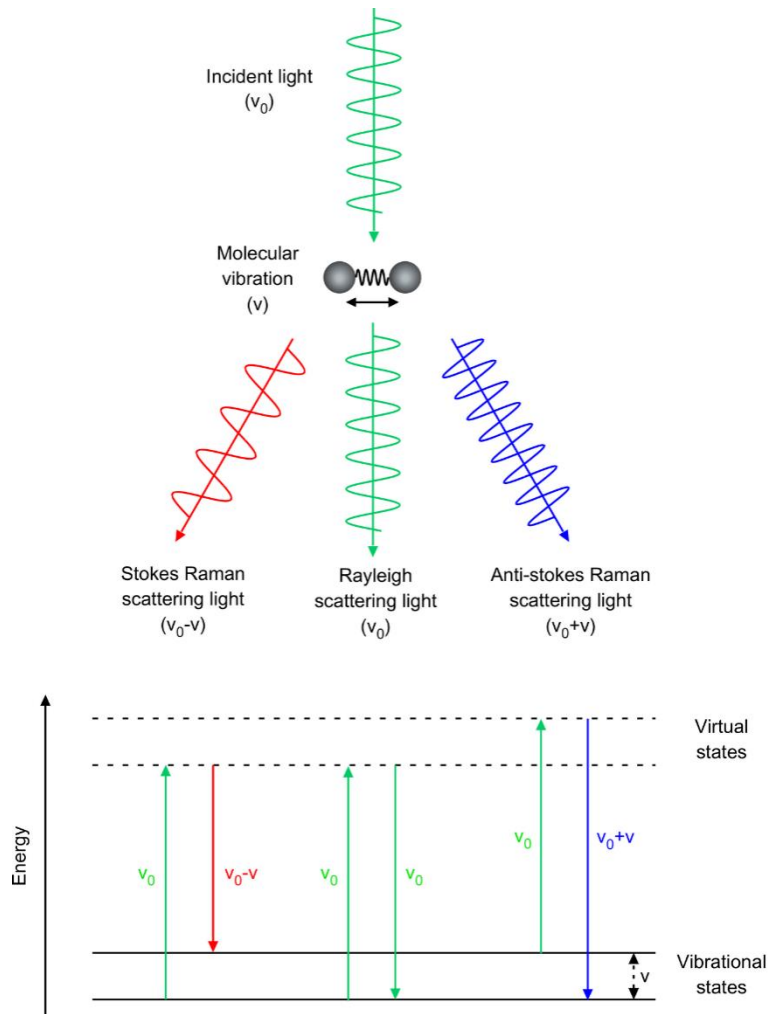 Incident light
(v₀)
Molecular
vibration
(v)
Stokes Raman
scattering light
(v₀-v)
Rayleigh
scattering light
(v₀)
Anti-stokes Raman
scattering light
(v₀+v)
Energy
Virtual
states
v₀
v₀-v
v₀
v₀
v₀
v₀+v
v
Vibrational
states